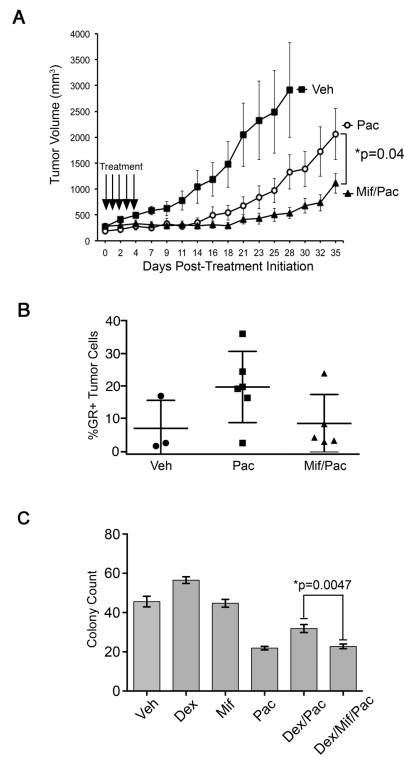 A
Tumor Volume (mm³)
4000
3500
3000
2500
2000
1500
1000
500
0
Treatment
Veh
Pac
*p=0.04
Mif/Pac
0 2 4 7 9 11 14 16 18 21 23 25 28 30 32 35
Days Post-Treatment Initiation
B
%GR+ Tumor Cells
40
30
20
10
0
Veh Pac Mif/Pac
C
Colony Count
80
60
40
20
0
*p=0.0047
Veh Dex Mif Pac Dex/Pac Dex/Mif/Pac